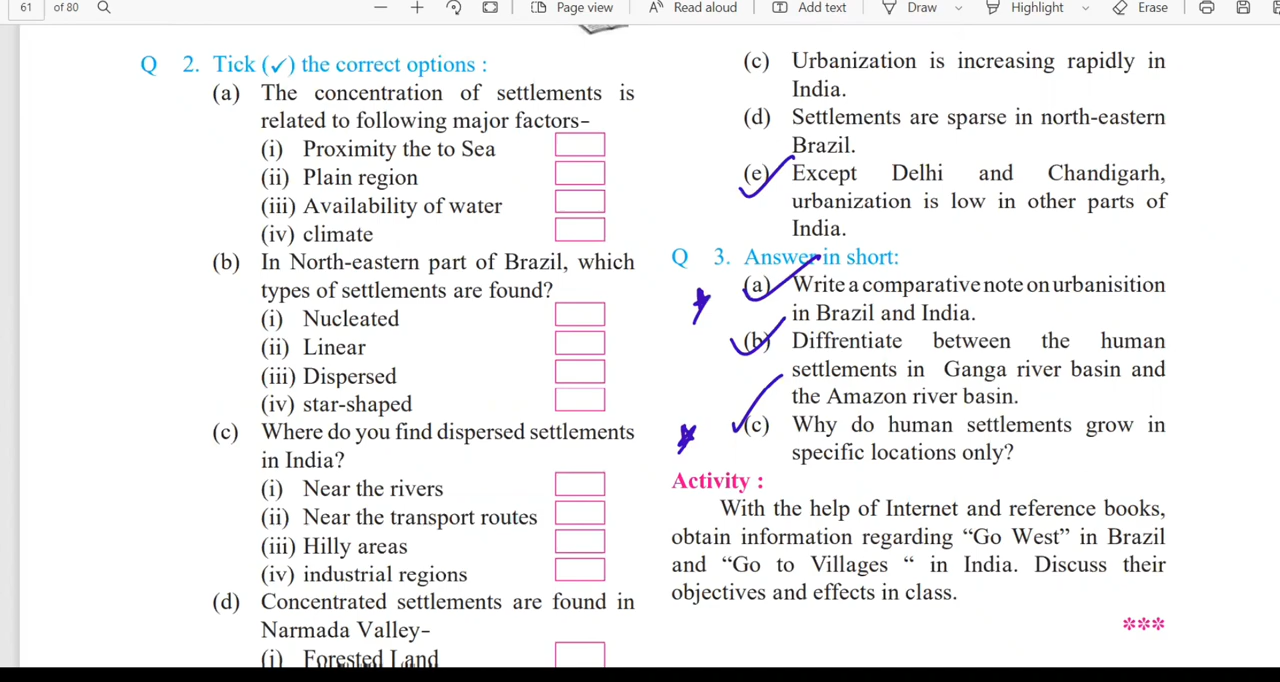 61 of 80 Page view Read aloud Add text Draw Highlight Erase
Q 2. Tick (✓) the correct options :
(a) The concentration of settlements is
related to following major factors-
(i) Proximity the to Sea
(ii) Plain region
(iii) Availability of water
(iv) climate
(b) In North-eastern part of Brazil, which
types of settlements are found?
(i) Nucleated
(ii) Linear
(iii) Dispersed
(iv) star-shaped
(c) Where do you find dispersed settlements
in India?
(i) Near the rivers
(ii) Near the transport routes
(iii) Hilly areas
(iv) industrial regions
(d) Concentrated settlements are found in
Narmada Valley-
(i) Forested Land
(c) Urbanization is increasing rapidly in
India.
(d) Settlements are sparse in north-eastern
Brazil.
(e) Except Delhi and Chandigarh,
urbanization is low in other parts of
India.
Q 3. Answer in short:
(a) Write a comparative note on urbanisition
in Brazil and India.
(b) Diffrentiate between the human
settlements in Ganga river basin and
the Amazon river basin.
(c) Why do human settlements grow in
specific locations only?
Activity :
With the help of Internet and reference books,
obtain information regarding “Go West” in Brazil
and “Go to Villages “ in India. Discuss their
objectives and effects in class.
***